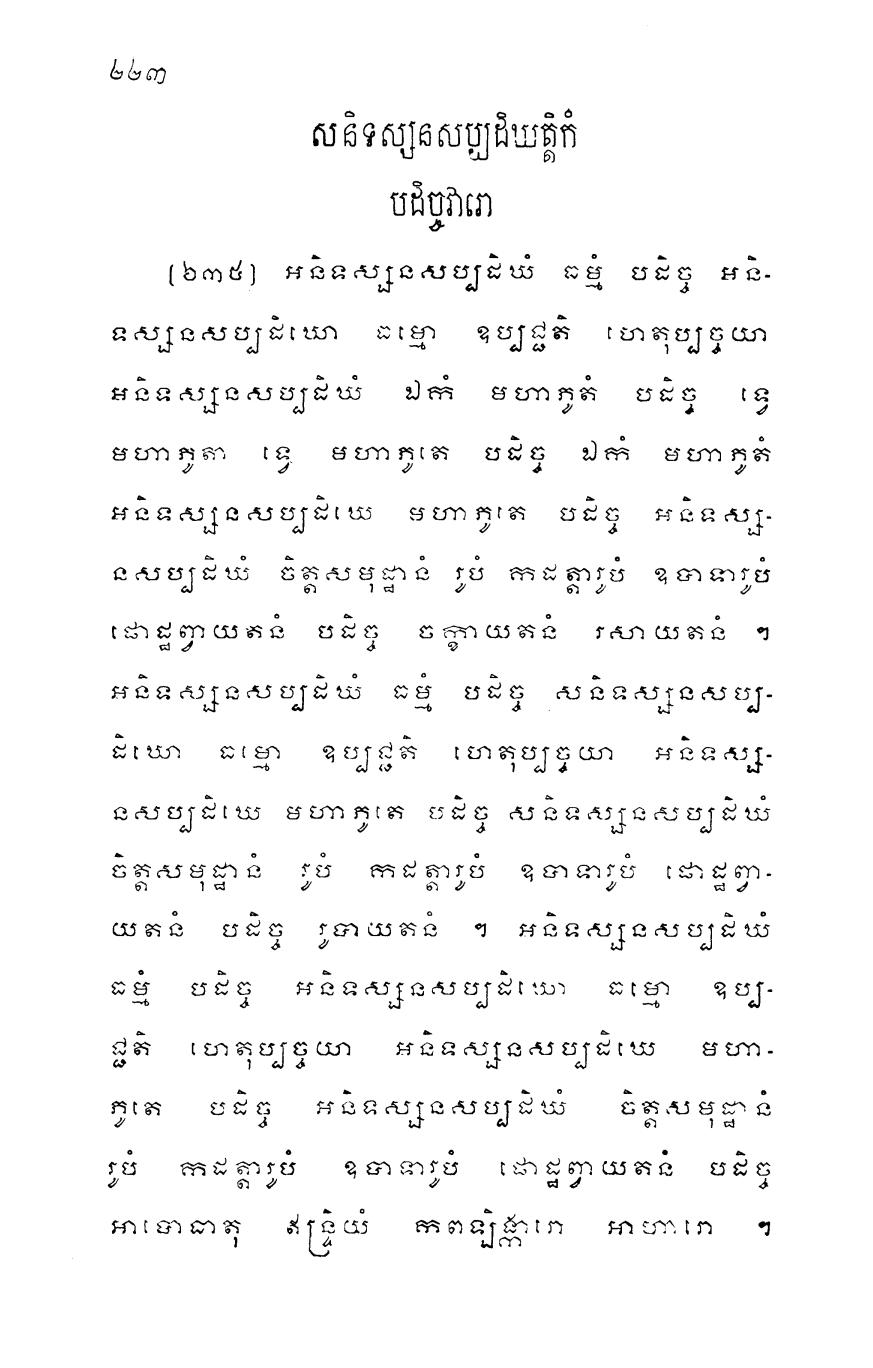 ២២៣
សនិទស្សនសប្បដិឃត្តិកំ
បដិច្ចវារោ
[២៣៥] អនិទស្សនសប្បដិឃំ ធម្មំ បដិច្ច អនិ-
ទស្សនសប្បដិឃោ ធម្មោ ឧប្បជ្ជតិ ហេតុប្បច្ចយា
អនិទស្សនសប្បដិឃំ ឯកំ មហាភូតំ បដិច្ច ទ្វេ
មហាភូតា ទ្វេ មហាភូតេ បដិច្ច ឯកំ មហាភូតំ
អនិទស្សនសប្បដិឃេ មហាភូតេ បដិច្ច អនិទស្ស-
នសប្បដិឃំ ចិត្តសមុដ្ឋានំ រូបំ កដត្តារូបំ ឧបាទារូបំ
ផោដ្ឋព្វាយតនំ បដិច្ច ចក្ខាយតនំ រសាយតនំ ។
អនិទស្សនសប្បដិឃំ ធម្មំ បដិច្ច សនិទស្សនសប្ប-
ដិឃោ ធម្មោ ឧប្បជ្ជតិ ហេតុប្បច្ចយា អនិទស្ស-
នសប្បដិឃេ មហាភូតេ បដិច្ច សនិទស្សនសប្បដិឃំ
ចិត្តសមុដ្ឋានំ រូបំ កដត្តារូបំ ឧបាទារូបំ ផោដ្ឋព្វា-
យតនំ បដិច្ច រូបាយតនំ ។ អនិទស្សនសប្បដិឃំ
ធម្មំ បដិច្ច អនិទស្សនសប្បដិឃោ ធម្មោ ឧប្ប-
ជ្ជតិ ហេតុប្បច្ចយា អនិទស្សនសប្បដិឃេ មហា-
ភូតេ បដិច្ច អនិទស្សនសប្បដិឃំ ចិត្តសមុដ្ឋានំ
រូបំ កដត្តារូបំ ឧបាទារូបំ ផោដ្ឋព្វាយតនំ បដិច្ច
អាបោធាតុ ឥន្ទ្រិយំ កពឡិង្ការោ អាហារោ ។